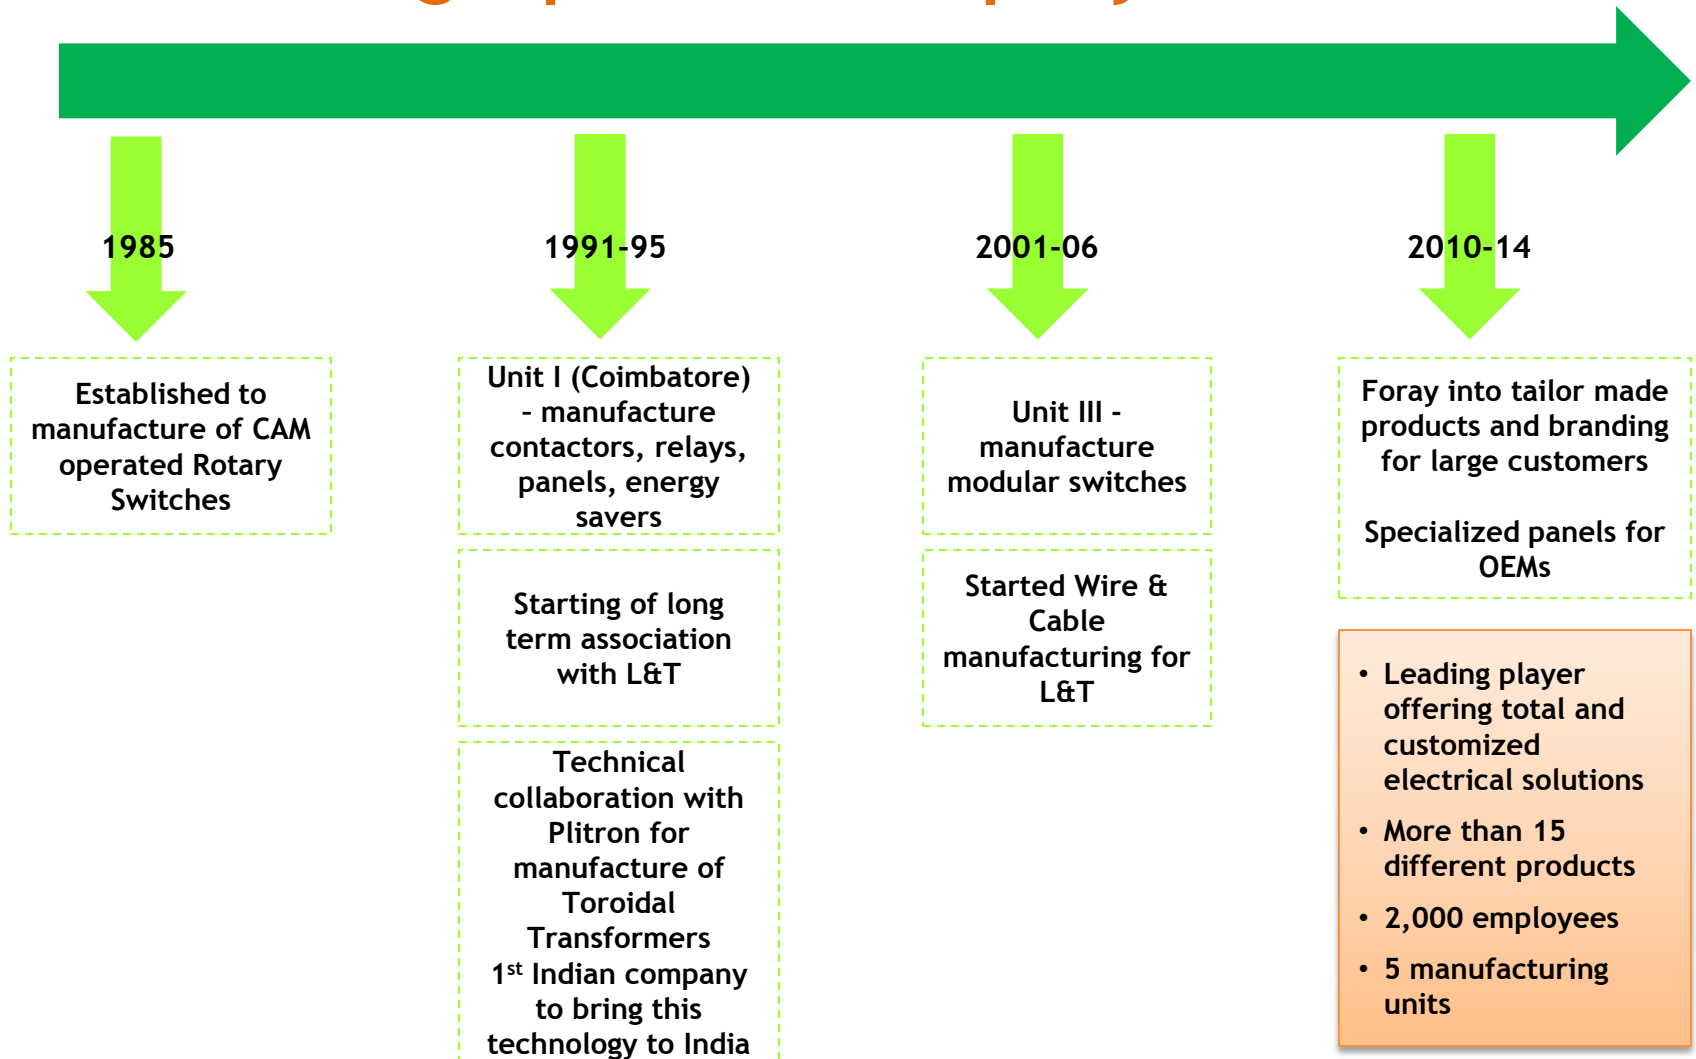 1985
1991-95
2001-06
2010-14
Established to
manufacture of CAM
operated Rotary
Switches
Unit I (Coimbatore)
- manufacture
contactors, relays,
panels, energy
savers
Starting of long
term association
with L&T
Technical
collaboration with
Plitron for
manufacture of
Toroidal
Transformers
1st Indian company
to bring this
technology to India
Unit III -
manufacture
modular switches
Started Wire &
Cable
manufacturing for
L&T
Foray into tailor made
products and branding
for large customers
Specialized panels for
OEMs
• Leading player
offering total and
customized
electrical solutions
• More than 15
different products
• 2,000 employees
• 5 manufacturing
units